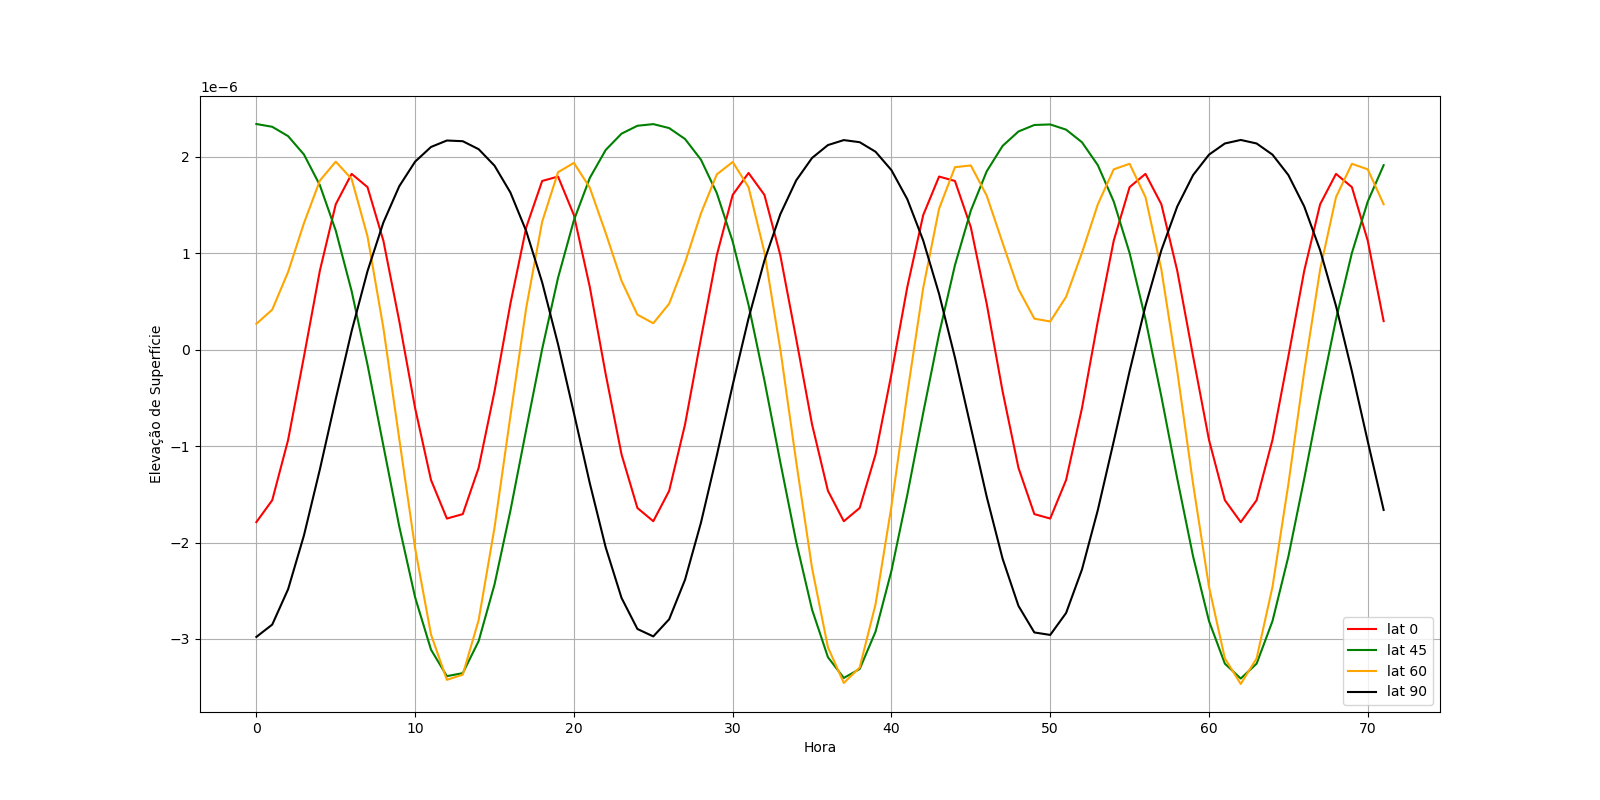 1e−6
2
1
0
−1
−2
−3
Elevação de Superfície
0 10 20 30 40 50 60 70
Hora
lat 0
lat 45
lat 60
lat 90